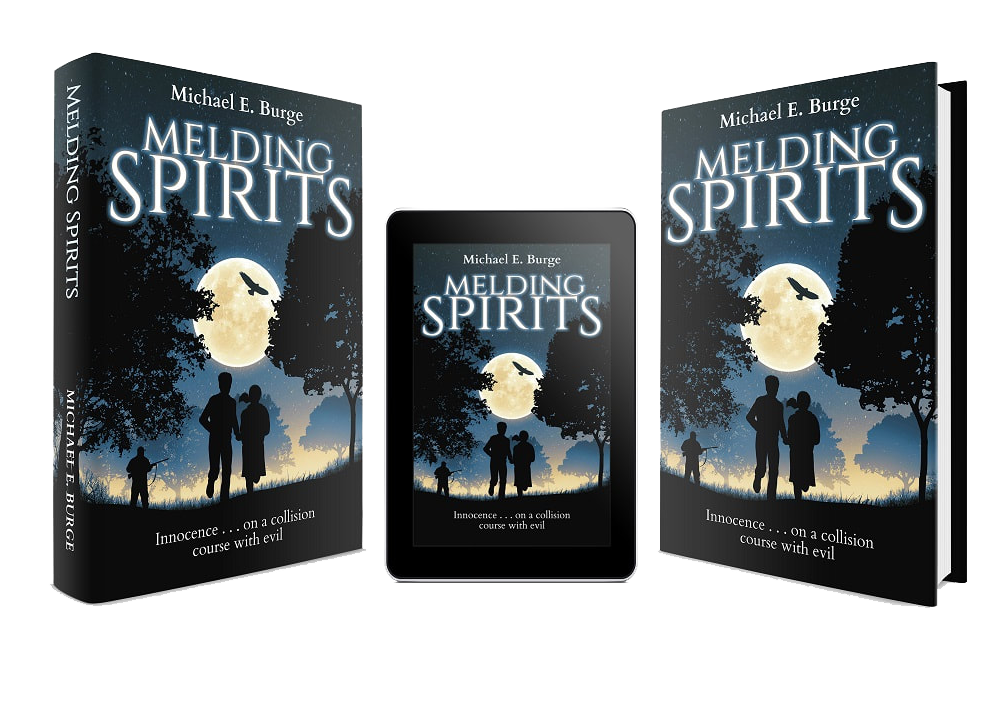 MELDING SPIRITS
MICHAEL E. BURGE
Michael E. Burge
MELDING
SPIRITS
Innocence . . . on a collision
course with evil
Michael E. Burge
MELDING
SPIRITS
Innocence . . . on a collision
course with evil
Michael E. Burge
MELDING
SPIRITS
Innocence . . . on a collision
course with evil